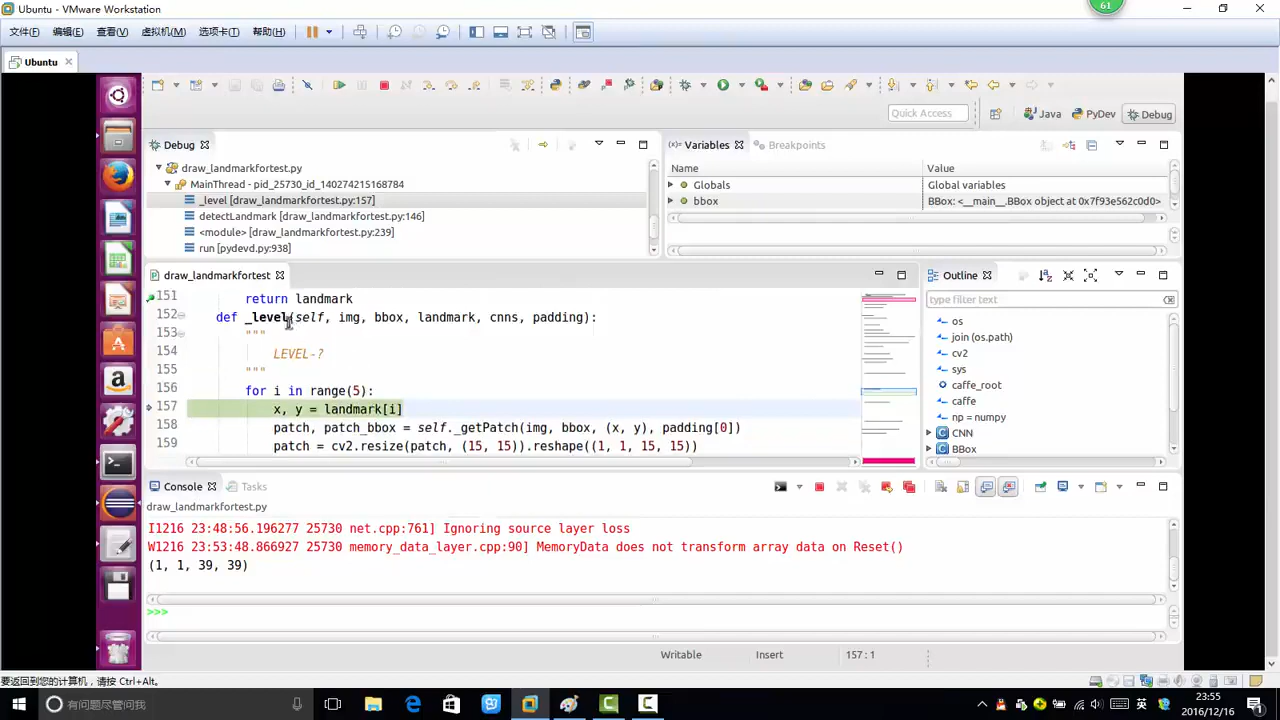 Ubuntu - VMware Workstation
61
文件(F) 编辑(E) 查看(V) 虚拟机(M) 选项卡(T) 帮助(H)
Ubuntu
Quick Access
Java PyDev Debug
Debug
draw_landmarkfortest.py
MainThread - pid_25730_id_140274215168784
_level [draw_landmarkfortest.py:157]
detectLandmark [draw_landmarkfortest.py:146]
<module> [draw_landmarkfortest.py:239]
run [pydevd.py:938]
Variables Breakpoints
Name Value
Globals Global variables
bbox BBox: <__main__.BBox object at 0x7f93e562c0d0>
draw_landmarkfortest
151 return landmark
152 def _level(self, img, bbox, landmark, cnns, padding):
153 """
154 LEVEL-?
155 """
156 for i in range(5):
157 x, y = landmark[i]
158 patch, patch_bbox = self._getPatch(img, bbox, (x, y), padding[0])
159 patch = cv2.resize(patch, (15, 15)).reshape((1, 1, 15, 15))
Outline
type filter text
os
join (os.path)
cv2
sys
caffe_root
caffe
np = numpy
CNN
BBox
Console Tasks
draw_landmarkfortest.py
I1216 23:48:56.196277 25730 net.cpp:761] Ignoring source layer loss
W1216 23:53:48.866927 25730 memory_data_layer.cpp:90] MemoryData does not transform array data on Reset()
(1, 1, 39, 39)
>>>
Writable Insert 157 : 1
要返回到您的计算机，请按 Ctrl+Alt。
有问题尽管问我
英
23:55
2016/12/16